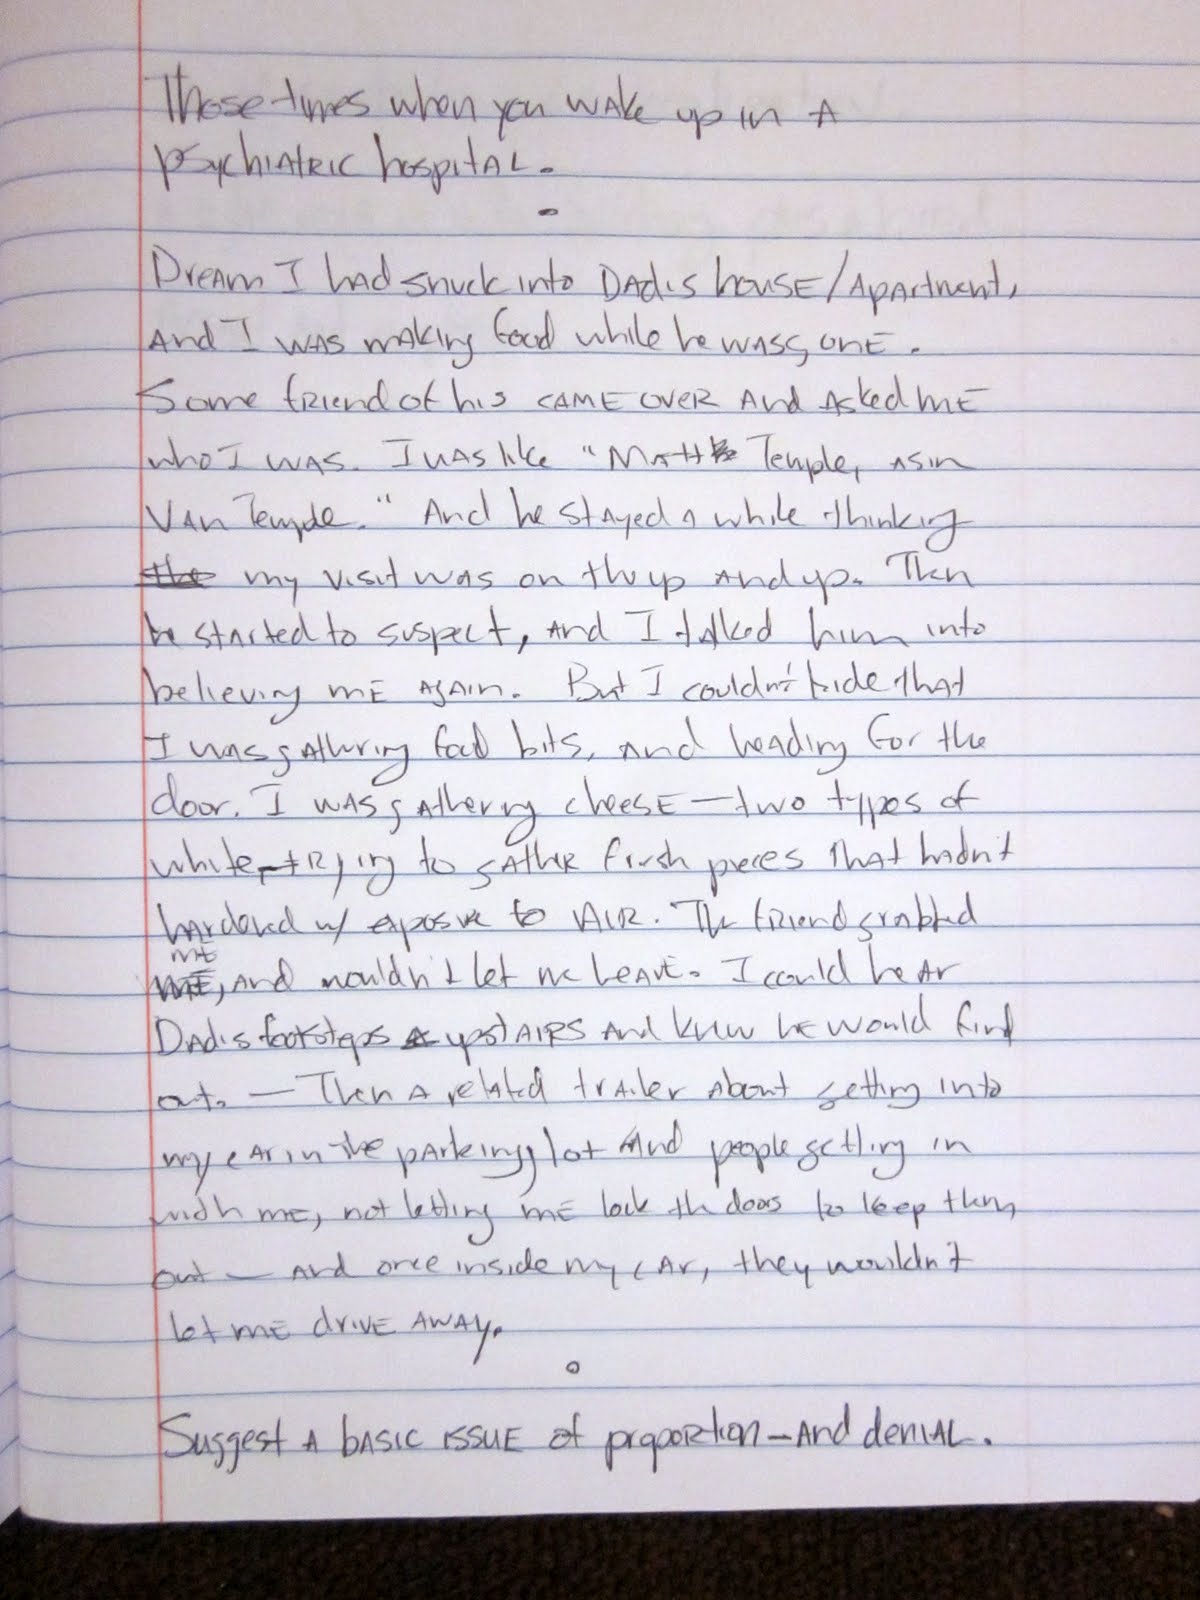 Those times when you wake up in a
psychiatric hospital.
Dream I had snuck into Dad's house/apartment,
and I was making food while he was gone.
Some friend of his came over and asked me
who I was. I was like "Matt Temple, as in
Van Temple." And he stayed a while thinking
the my visit was on the up and up. Then
he started to suspect, and I talked him into
believing me again. But I couldn't hide that
I was gathering food bits, and heading for the
door. I was gathering cheese—two types of
white—trying to gather fresh pieces that hadn't
hardened w/ exposure to air. The friend grabbed
me
me, and wouldn't let me leave. I could hear
Dad's footsteps upstairs and knew he would find
out. — Then a related trailer about getting into
my car in the parking lot and people getting in
with me, not letting me lock the doors to keep them
out — and once inside my car, they wouldn't
let me drive away.
Suggest a basic issue of proportion — and denial.